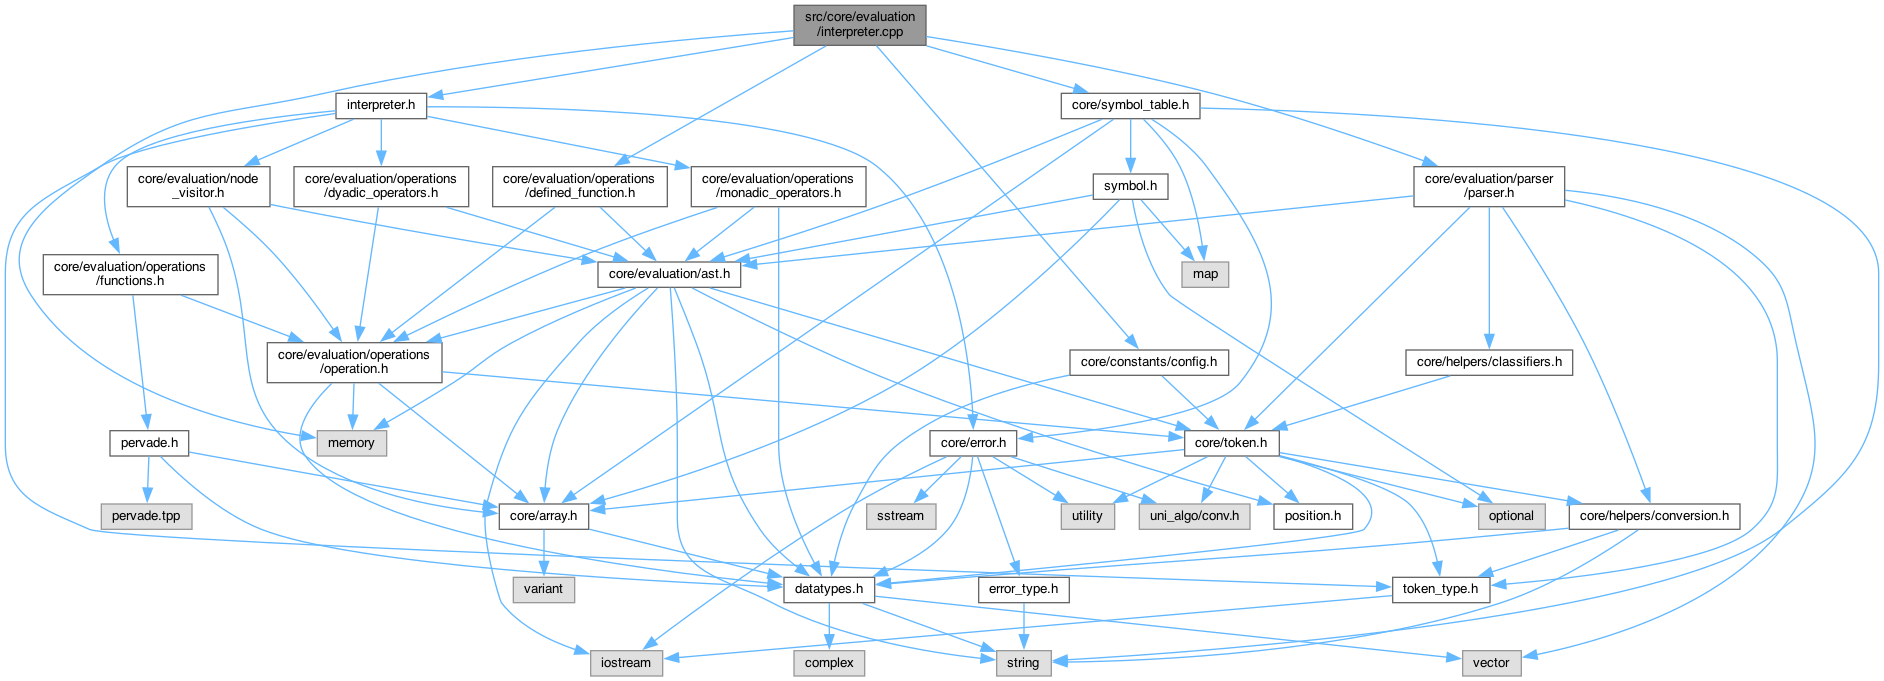 src/core/evaluation
/interpreter.cpp
interpreter.h
core/symbol_table.h
core/evaluation/node
_visitor.h
core/evaluation/operations
/dyadic_operators.h
core/evaluation/operations
/defined_function.h
core/evaluation/operations
/monadic_operators.h
symbol.h
core/evaluation/parser
/parser.h
core/evaluation/operations
/functions.h
core/evaluation/ast.h
map
core/evaluation/operations
/operation.h
core/constants/config.h
core/helpers/classifiers.h
pervade.h
memory
core/error.h
core/token.h
pervade.tpp
core/array.h
sstream
utility
uni_algo/conv.h
position.h
optional
core/helpers/conversion.h
variant
datatypes.h
error_type.h
token_type.h
iostream
complex
string
vector